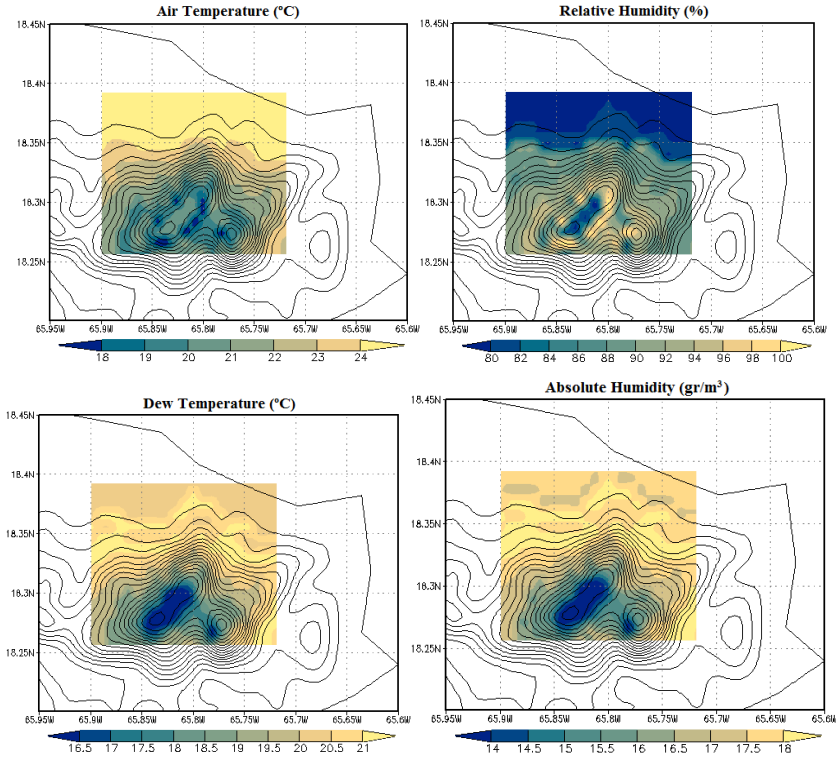 Air Temperature (ºC)
18.45N
18.4N
18.35N
18.3N
18.25N
65.95W 65.9W 65.85W 65.8W 65.75W 65.7W 65.65W 65.6W
18 19 20 21 22 23 24
Relative Humidity (%)
18.45N
18.4N
18.35N
18.3N
18.25N
65.95W 65.9W 65.85W 65.8W 65.75W 65.7W 65.65W 65.6W
80 82 84 86 88 90 92 94 96 98 100
Dew Temperature (ºC)
18.45N
18.4N
18.35N
18.3N
18.25N
65.95W 65.9W 65.85W 65.8W 65.75W 65.7W 65.65W 65.6W
16.5 17 17.5 18 18.5 19 19.5 20 20.5 21
Absolute Humidity (gr/m³)
18.45N
18.4N
18.35N
18.3N
18.25N
65.95W 65.9W 65.85W 65.8W 65.75W 65.7W 65.65W 65.6W
14 14.5 15 15.5 16 16.5 17 17.5 18